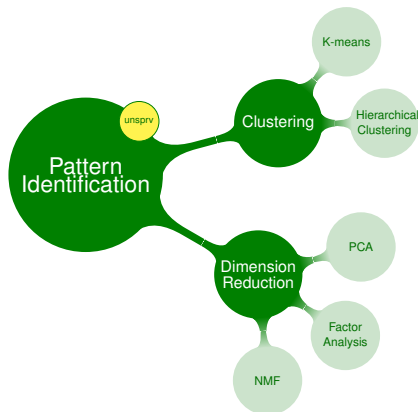 unsprv
Pattern
Identification
Clustering
K-means
Hierarchical
Clustering
Dimension
Reduction
PCA
Factor
Analysis
NMF